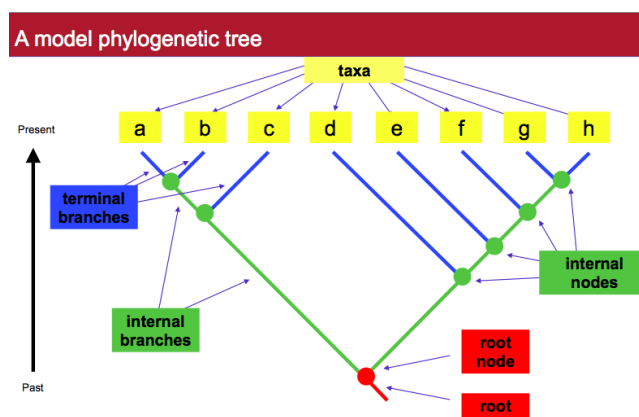 A model phylogenetic tree
taxa
Present
a b c d e f g h
terminal
branches
internal
nodes
internal
branches
root
node
Past
root